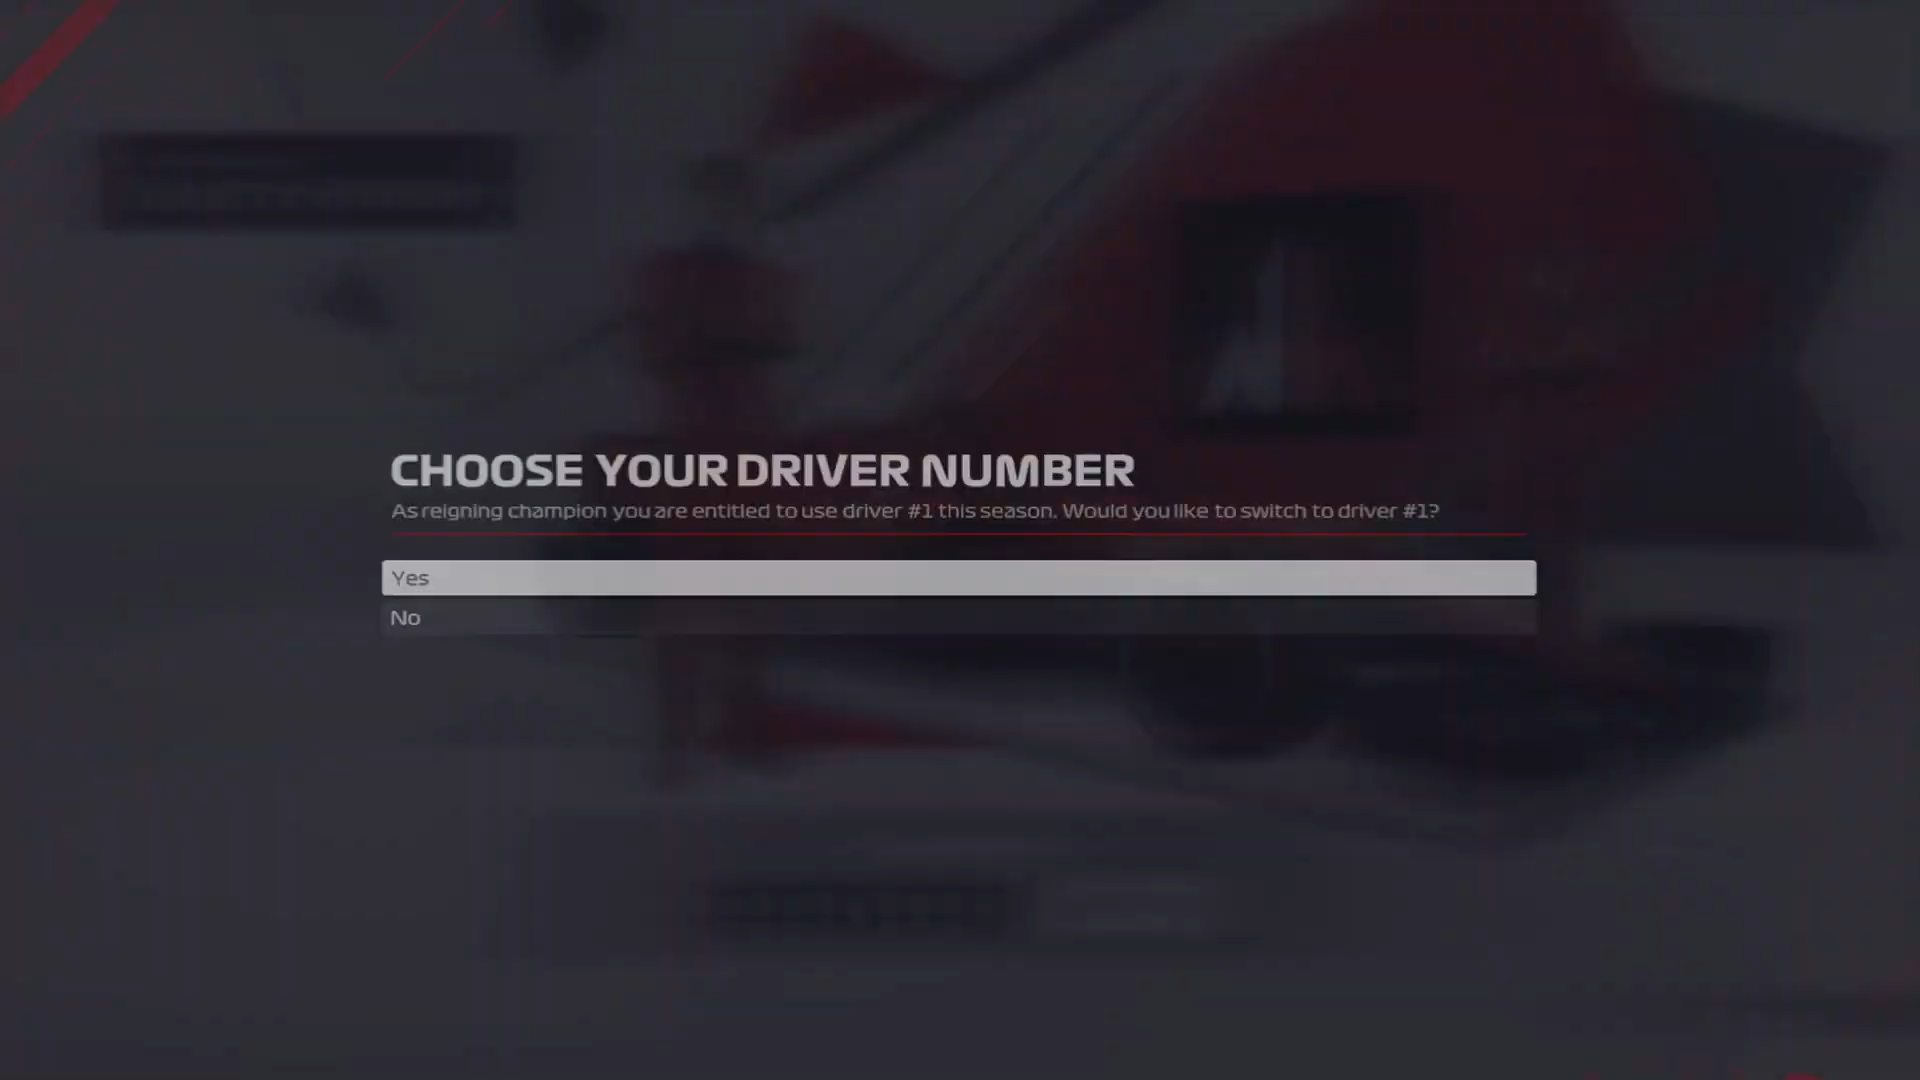 CHOOSE YOUR DRIVER NUMBER
As reigning champion you are entitled to use driver #1 this season. Would you like to switch to driver #1?
Yes
No